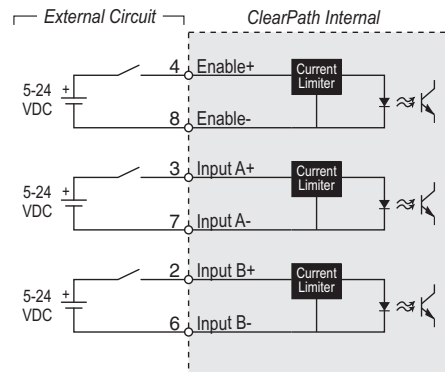 External Circuit
ClearPath Internal
4 Enable+
Current
Limiter
5-24
VDC
+
8 Enable-
3 Input A+
Current
Limiter
5-24
VDC
+
7 Input A-
2 Input B+
Current
Limiter
5-24
VDC
+
6 Input B-